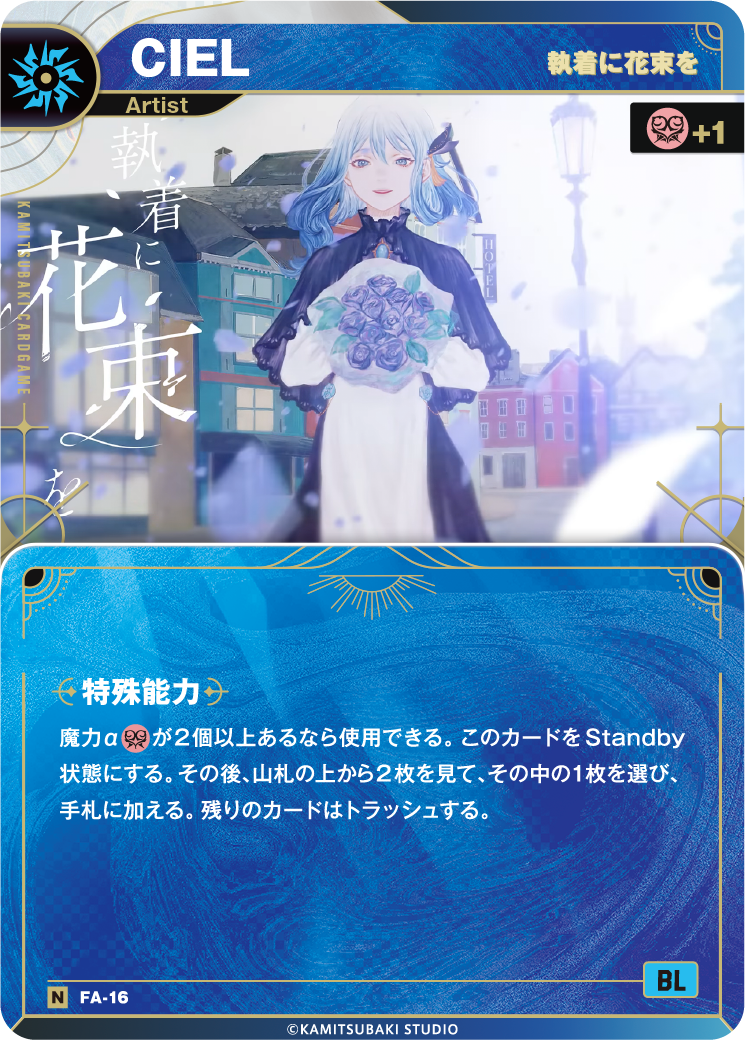 CIEL
執着に花束を
Artist
+1
執着に
花束
を
KAMITSUBAKI CARDGAME
HOTEL
特殊能力
魔力αが2個以上あるなら使用できる。このカードをStandby
状態にする。その後、山札の上から2枚を見て、その中の1枚を選び、
手札に加える。残りのカードはトラッシュする。
N FA-16
BL
©KAMITSUBAKI STUDIO